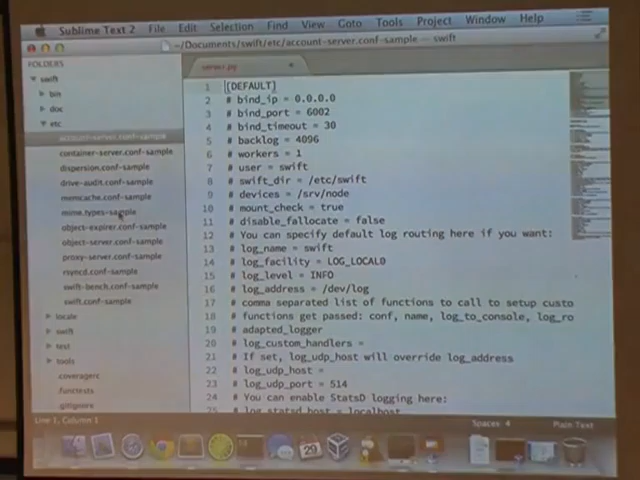 Sublime Text 2 File Edit Selection Find View Goto Tools Project Window Help
~/Documents/swift/etc/account-server.conf-sample — swift
FOLDERS
swift
bin
doc
etc
account-server.conf-sample
container-server.conf-sample
dispersion.conf-sample
drive-audit.conf-sample
memcache.conf-sample
mime.types-sample
object-expirer.conf-sample
object-server.conf-sample
proxy-server.conf-sample
rsyncd.conf-sample
swift-bench.conf-sample
swift.conf-sample
locale
swift
test
tools
.coveragerc
.functests
.gitignore
server.py
1 [DEFAULT]
2 # bind_ip = 0.0.0.0
3 # bind_port = 6002
4 # bind_timeout = 30
5 # backlog = 4096
6 # workers = 1
7 # user = swift
8 # swift_dir = /etc/swift
9 # devices = /srv/node
10 # mount_check = true
11 # disable_fallocate = false
12 # You can specify default log routing here if you want:
13 # log_name = swift
14 # log_facility = LOG_LOCAL0
15 # log_level = INFO
16 # log_address = /dev/log
17 # comma separated list of functions to call to setup custo
18 # functions get passed: conf, name, log_to_console, log_ro
19 # adapted_logger
20 # log_custom_handlers =
21 # If set, log_udp_host will override log_address
22 # log_udp_host =
23 # log_udp_port = 514
24 # You can enable StatsD logging here:
25 # log_statsd_host = localhost
Line 1, Column 1
Spaces: 4 Plain Text
29